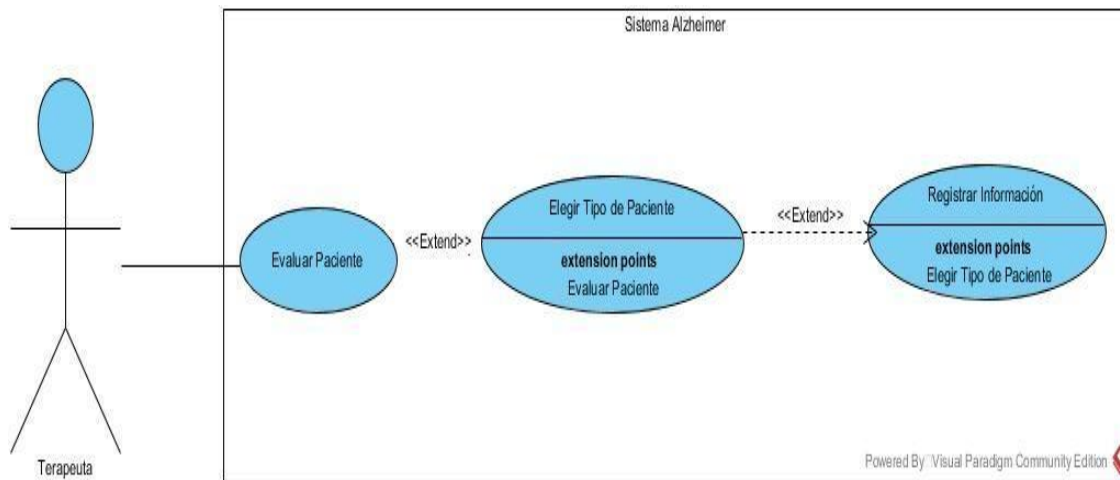 Sistema Alzheimer
Terapeuta
Evaluar Paciente
<<Extend>>
Elegir Tipo de Paciente
extension points
Evaluar Paciente
<<Extend>>
Registrar Información
extension points
Elegir Tipo de Paciente
Powered By Visual Paradigm Community Edition